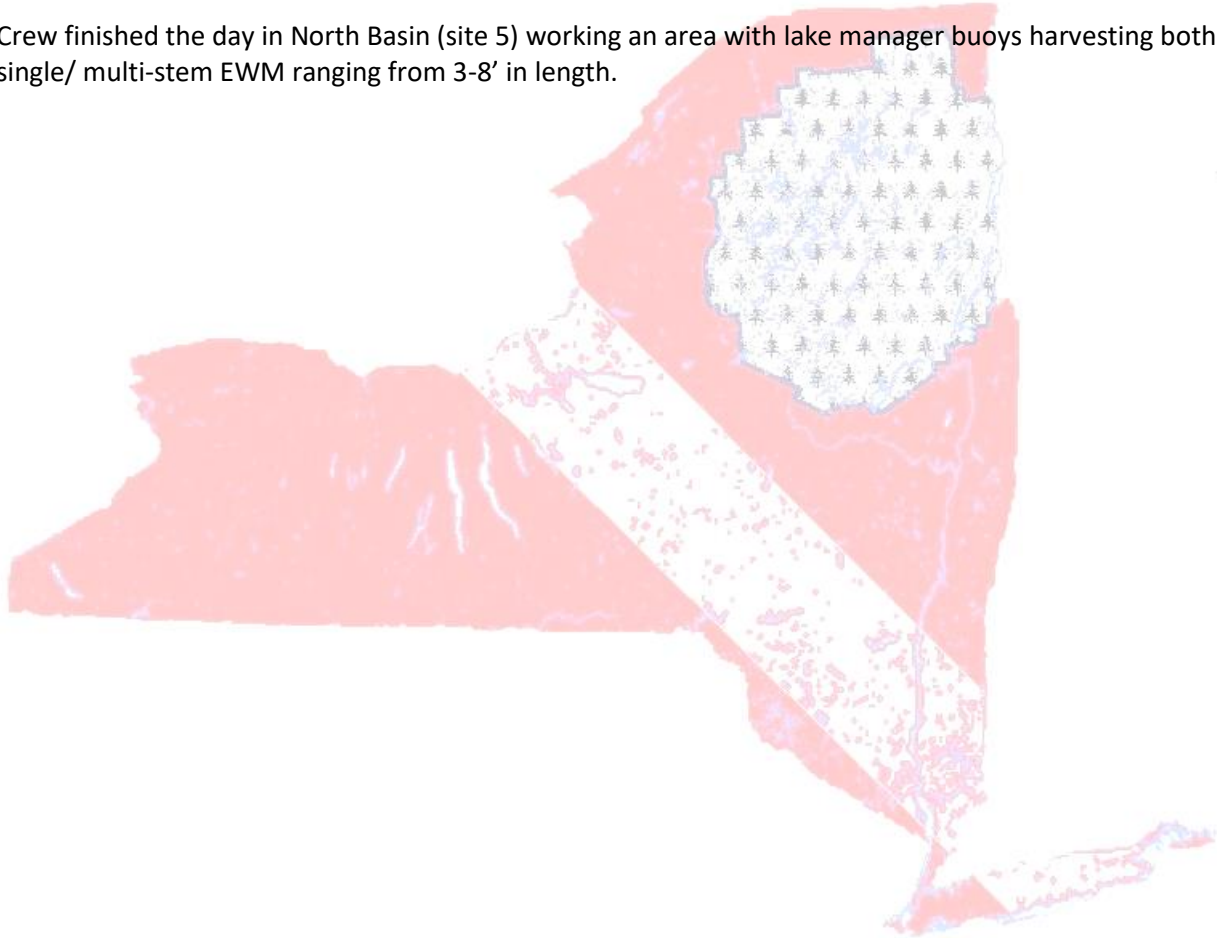 Crew finished the day in North Basin (site 5) working an area with lake manager buoys harvesting both
single/ multi-stem EWM ranging from 3-8’ in length.